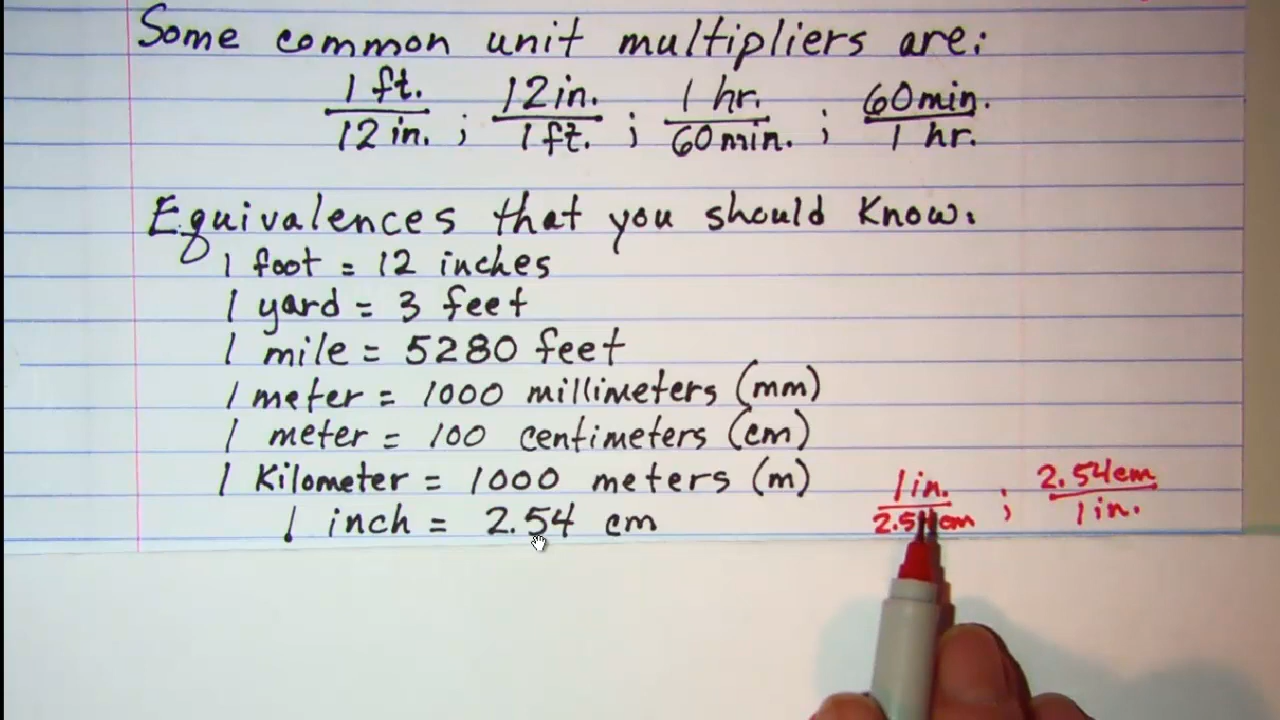 Some common unit multipliers are:
1 ft. / 12 in. ; 12 in. / 1 ft. ; 1 hr. / 60 min. ; 60 min. / 1 hr.
Equivalences that you should know.
1 foot = 12 inches
1 yard = 3 feet
1 mile = 5280 feet
1 meter = 1000 millimeters (mm)
1 meter = 100 centimeters (cm)
1 Kilometer = 1000 meters (m)
1 inch = 2.54 cm
1 in. / 2.54 cm ; 2.54 cm / 1 in.